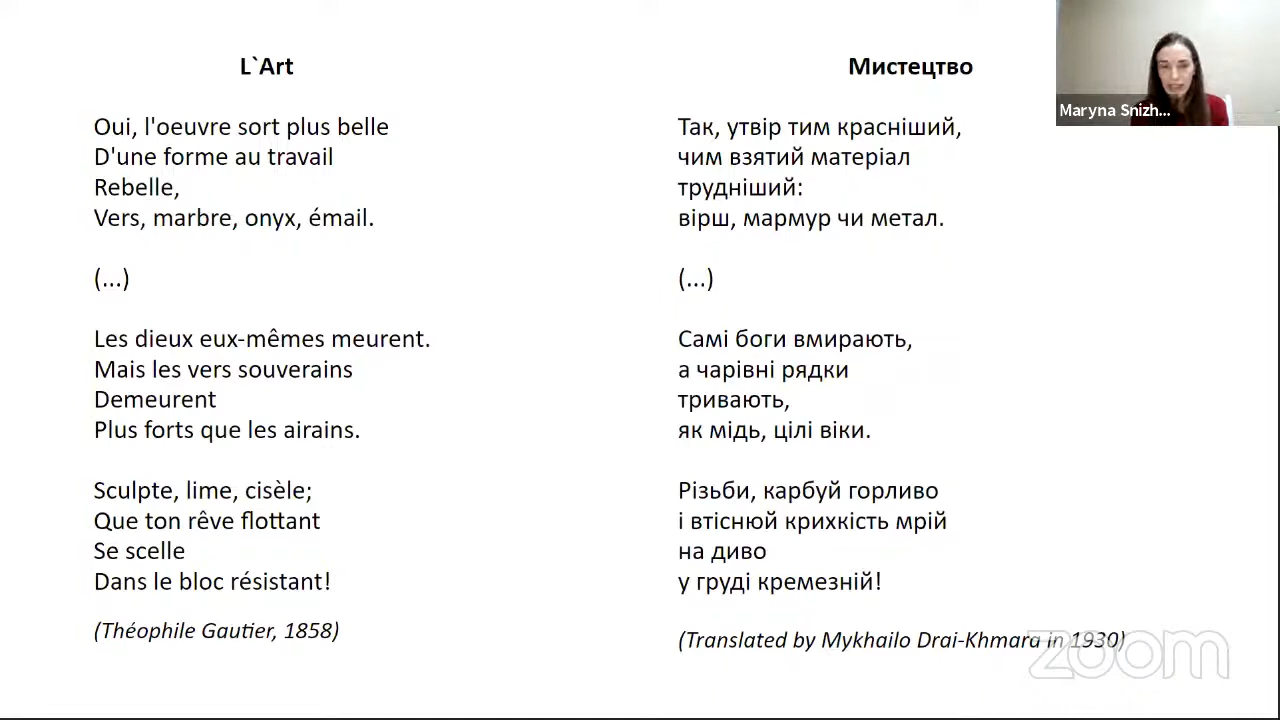 L`Art
Oui, l'oeuvre sort plus belle
D'une forme au travail
Rebelle,
Vers, marbre, onyx, émail.
(...)
Les dieux eux-mêmes meurent.
Mais les vers souverains
Demeurent
Plus forts que les airains.
Sculpte, lime, cisèle;
Que ton rêve flottant
Se scelle
Dans le bloc résistant!
(Théophile Gautier, 1858)
Мистецтво
Так, утвір тим красніший,
чим взятий матеріал
трудніший:
вірш, мармур чи метал.
(...)
Самі боги вмирають,
а чарівні рядки
тривають,
як мідь, цілі віки.
Різьби, карбуй горливо
і втіснюй крихкість мрій
на диво
у груді кремезній!
(Translated by Mykhailo Drai-Khmara in 1930)
Maryna Snizh...
zoom